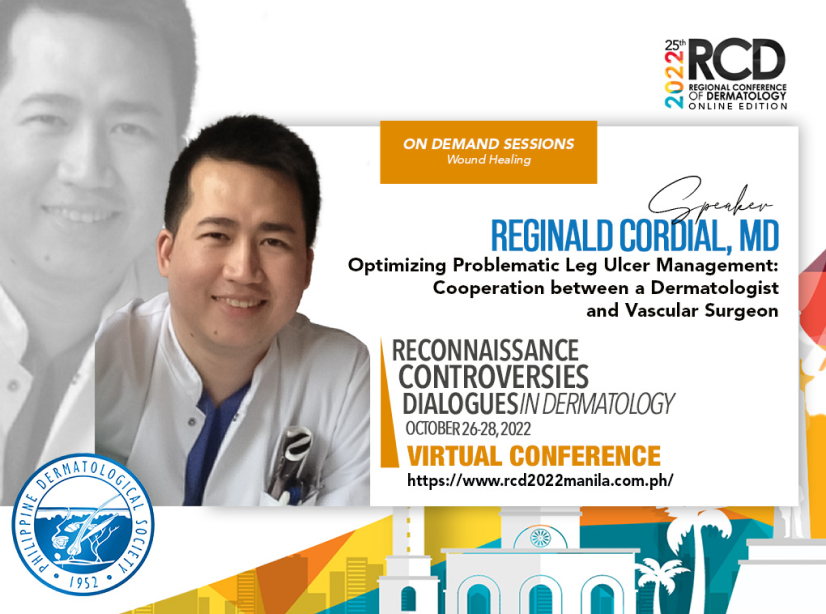 25th
2022
RCD
REGIONAL CONFERENCE
OF DERMATOLOGY
ONLINE EDITION
ON DEMAND SESSIONS
Wound Healing
Speaker
REGINALD CORDIAL, MD
Optimizing Problematic Leg Ulcer Management:
Cooperation between a Dermatologist
and Vascular Surgeon
RECONNAISSANCE
CONTROVERSIES
DIALOGUES IN DERMATOLOGY
OCTOBER 26-28, 2022
VIRTUAL CONFERENCE
https://www.rcd2022manila.com.ph/
PHILIPPINE DERMATOLOGICAL SOCIETY
• 1952 •